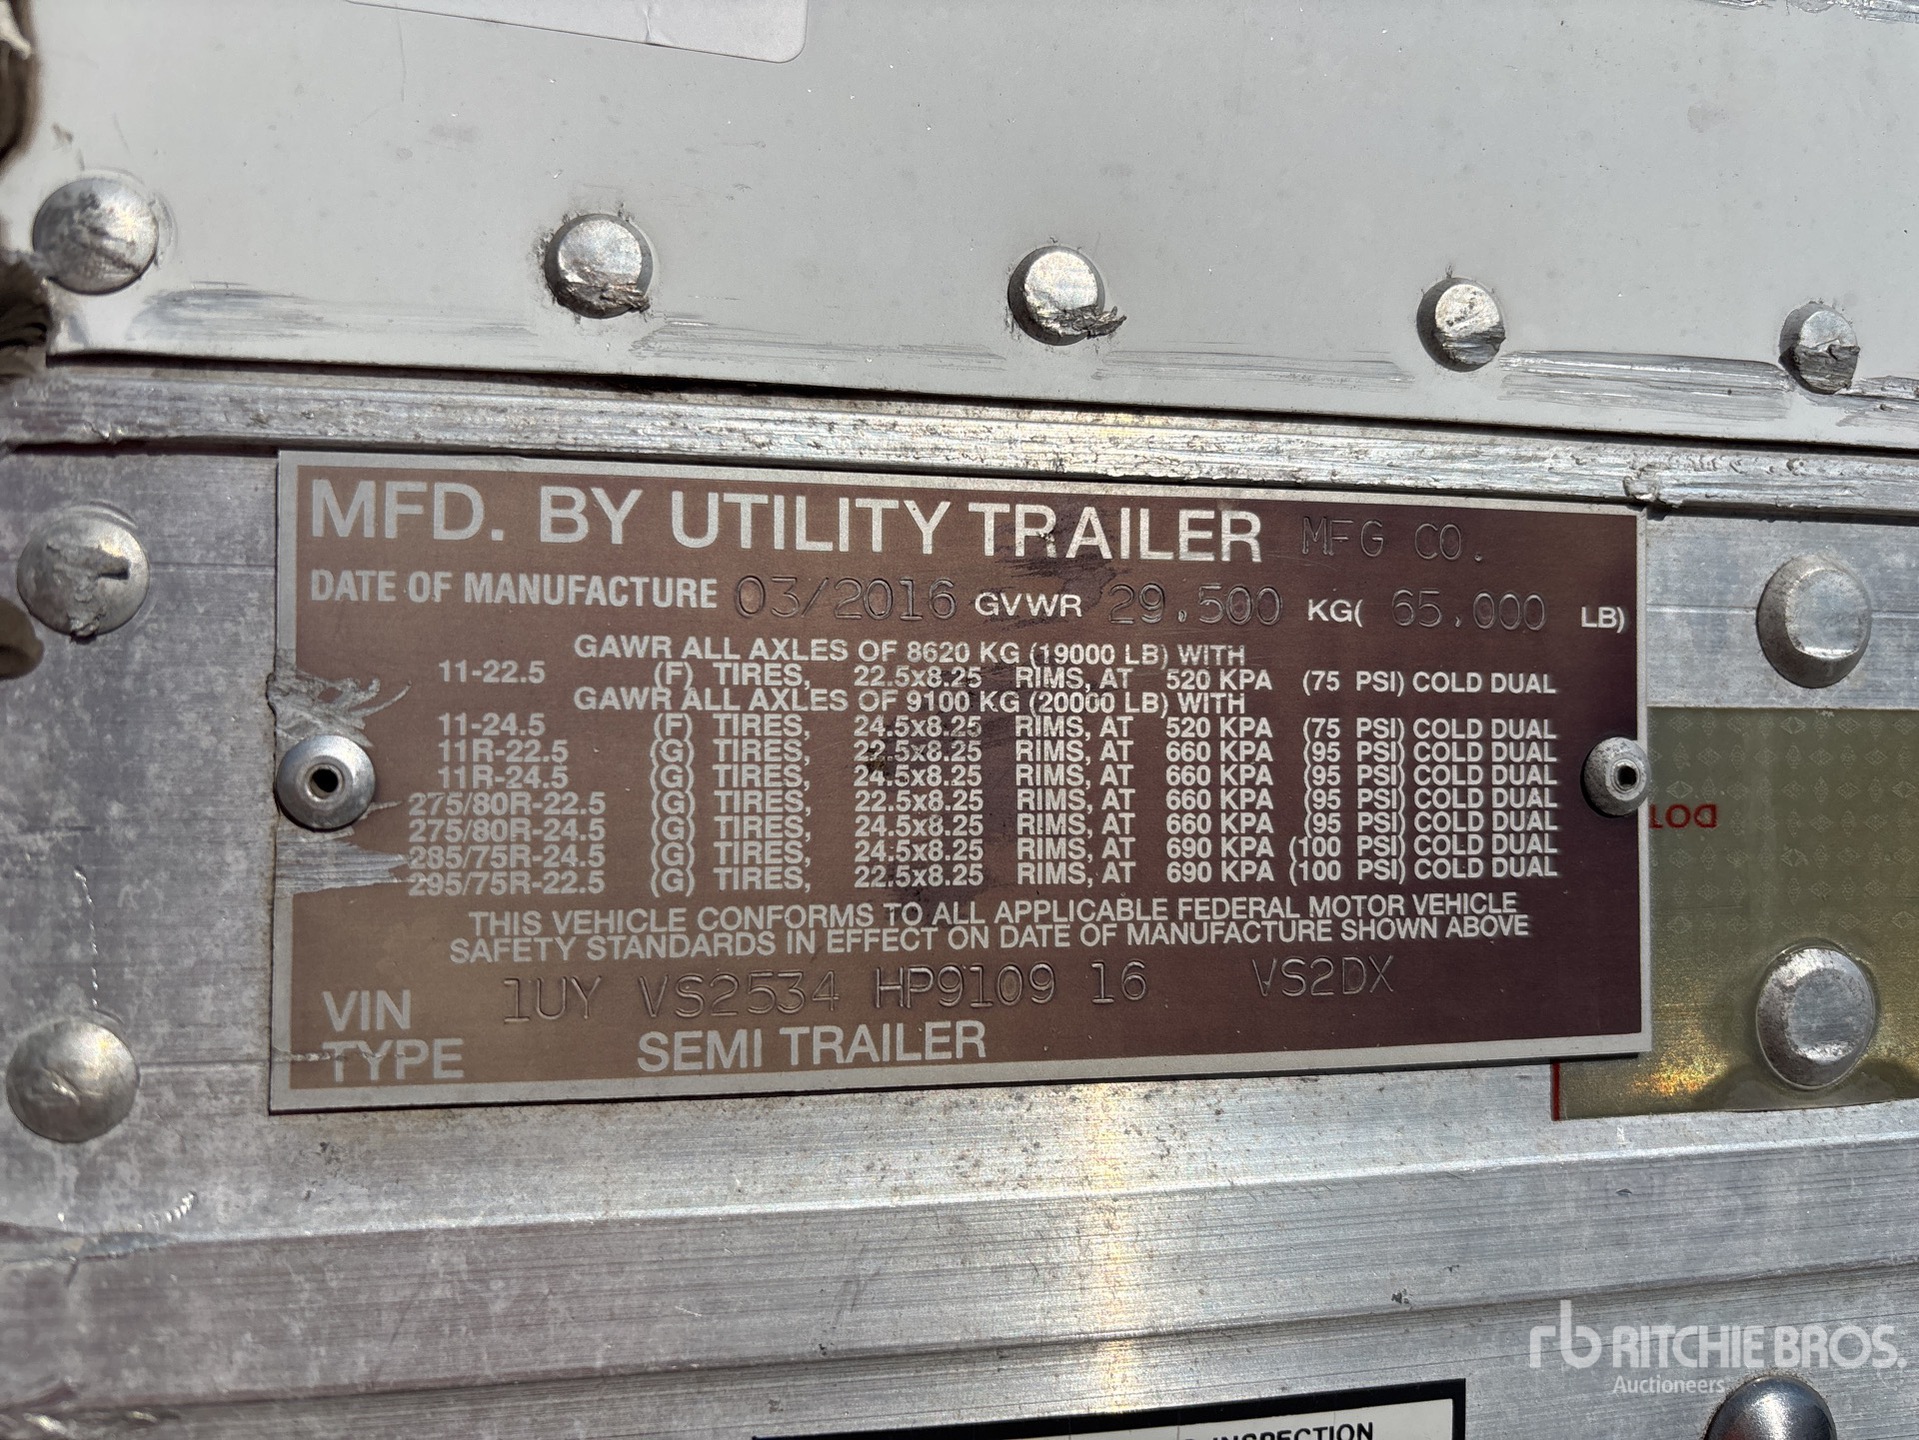 MFD. BY UTILITY TRAILER MFG CO.
DATE OF MANUFACTURE 03/2016 GVWR 29,500 KG( 65,000 LB)
GAWR ALL AXLES OF 8620 KG (19000 LB) WITH
11-22.5 (F) TIRES, 22.5x8.25 RIMS, AT 520 KPA (75 PSI) COLD DUAL
GAWR ALL AXLES OF 9100 KG (20000 LB) WITH
11-24.5 (F) TIRES, 24.5x8.25 RIMS, AT 520 KPA (75 PSI) COLD DUAL
11R-22.5 (G) TIRES, 22.5x8.25 RIMS, AT 660 KPA (95 PSI) COLD DUAL
11R-24.5 (G) TIRES, 24.5x8.25 RIMS, AT 660 KPA (95 PSI) COLD DUAL
275/80R-22.5 (G) TIRES, 22.5x8.25 RIMS, AT 660 KPA (95 PSI) COLD DUAL
275/80R-24.5 (G) TIRES, 24.5x8.25 RIMS, AT 660 KPA (95 PSI) COLD DUAL
285/75R-24.5 (G) TIRES, 24.5x8.25 RIMS, AT 690 KPA (100 PSI) COLD DUAL
295/75R-22.5 (G) TIRES, 22.5x8.25 RIMS, AT 690 KPA (100 PSI) COLD DUAL
THIS VEHICLE CONFORMS TO ALL APPLICABLE FEDERAL MOTOR VEHICLE
SAFETY STANDARDS IN EFFECT ON DATE OF MANUFACTURE SHOWN ABOVE
VIN 1UY VS2534 HP9109 16 VS2DX
TYPE SEMI TRAILER
DOT
rb RITCHIE BROS.
Auctioneers
INSPECTION